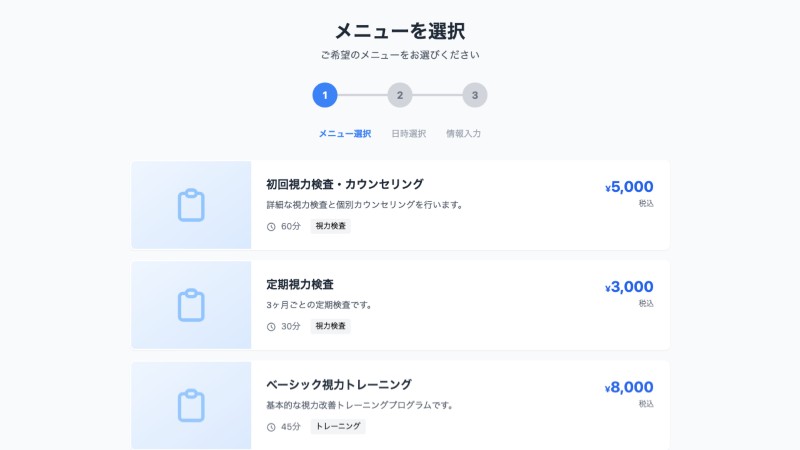 メニューを選択
ご希望のメニューをお選びください
1 2 3
メニュー選択 日時選択 情報入力
初回視力検査・カウンセリング
¥5,000
詳細な視力検査と個別カウンセリングを行います。
税込
60分 視力検査
定期視力検査
¥3,000
3ヶ月ごとの定期検査です。
税込
30分 視力検査
ベーシック視力トレーニング
¥8,000
基本的な視力改善トレーニングプログラムです。
税込
45分 トレーニング